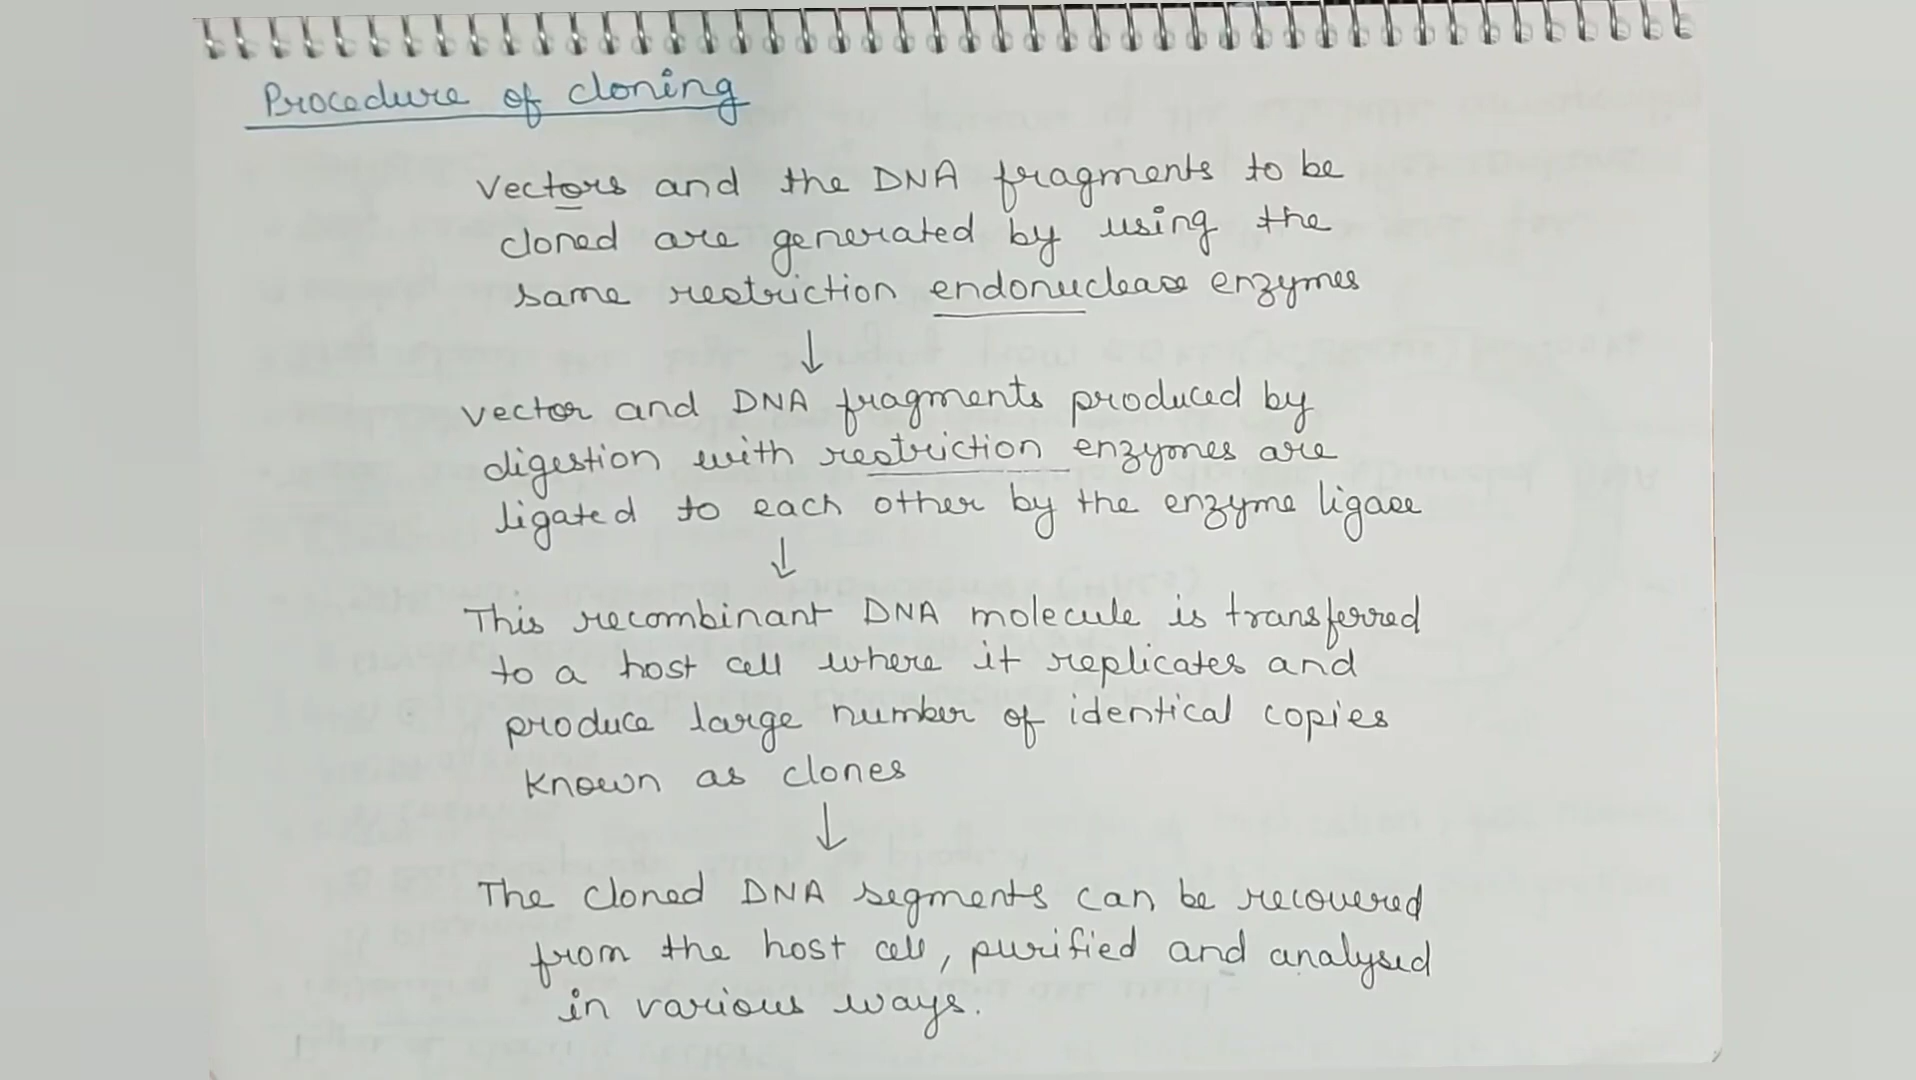 Procedure of cloning
Vectors and the DNA fragments to be
cloned are generated by using the
same restriction endonuclease enzymes
↓
vector and DNA fragments produced by
digestion with restriction enzymes are
ligated to each other by the enzyme ligase
↓
This recombinant DNA molecule is transferred
to a host cell where it replicates and
produce large number of identical copies
known as clones
↓
The cloned DNA segments can be recovered
from the host cell, purified and analysed
in various ways.